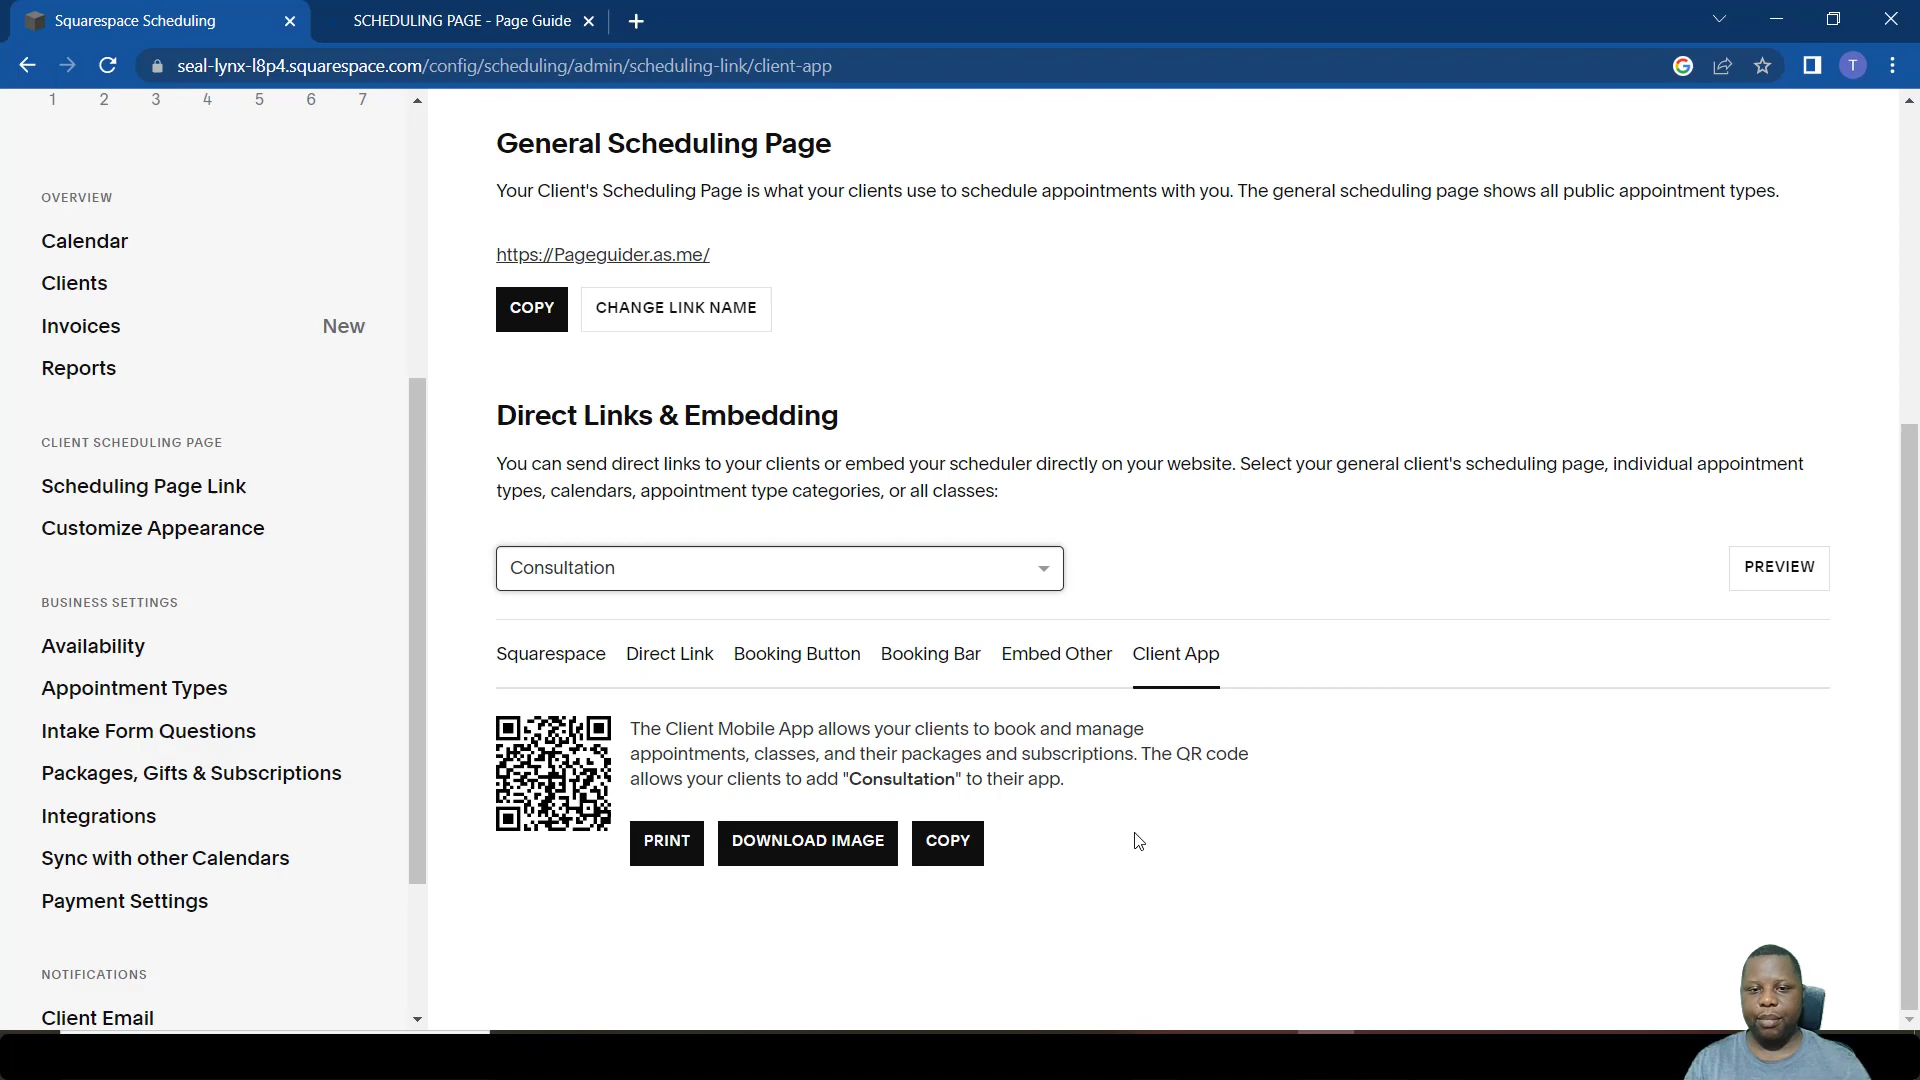 Squarespace Scheduling
SCHEDULING PAGE - Page Guide
seal-lynx-l8p4.squarespace.com/config/scheduling/admin/scheduling-link/client-app
T
1 2 3 4 5 6 7
OVERVIEW
Calendar
Clients
Invoices New
Reports
CLIENT SCHEDULING PAGE
Scheduling Page Link
Customize Appearance
BUSINESS SETTINGS
Availability
Appointment Types
Intake Form Questions
Packages, Gifts & Subscriptions
Integrations
Sync with other Calendars
Payment Settings
NOTIFICATIONS
Client Email
General Scheduling Page
Your Client's Scheduling Page is what your clients use to schedule appointments with you. The general scheduling page shows all public appointment types.
https://Pageguider.as.me/
COPY CHANGE LINK NAME
Direct Links & Embedding
You can send direct links to your clients or embed your scheduler directly on your website. Select your general client's scheduling page, individual appointment
types, calendars, appointment type categories, or all classes:
Consultation
PREVIEW
Squarespace Direct Link Booking Button Booking Bar Embed Other Client App
The Client Mobile App allows your clients to book and manage
appointments, classes, and their packages and subscriptions. The QR code
allows your clients to add "Consultation" to their app.
PRINT DOWNLOAD IMAGE COPY